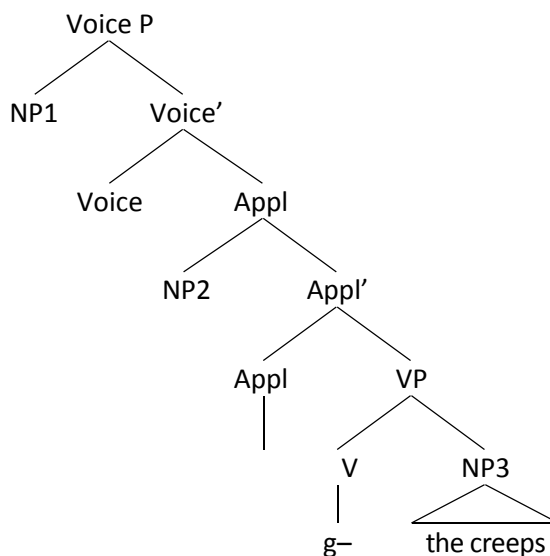 Voice P
NP1 Voice’
Voice Appl
NP2 Appl’
Appl VP
V NP3
g– the creeps